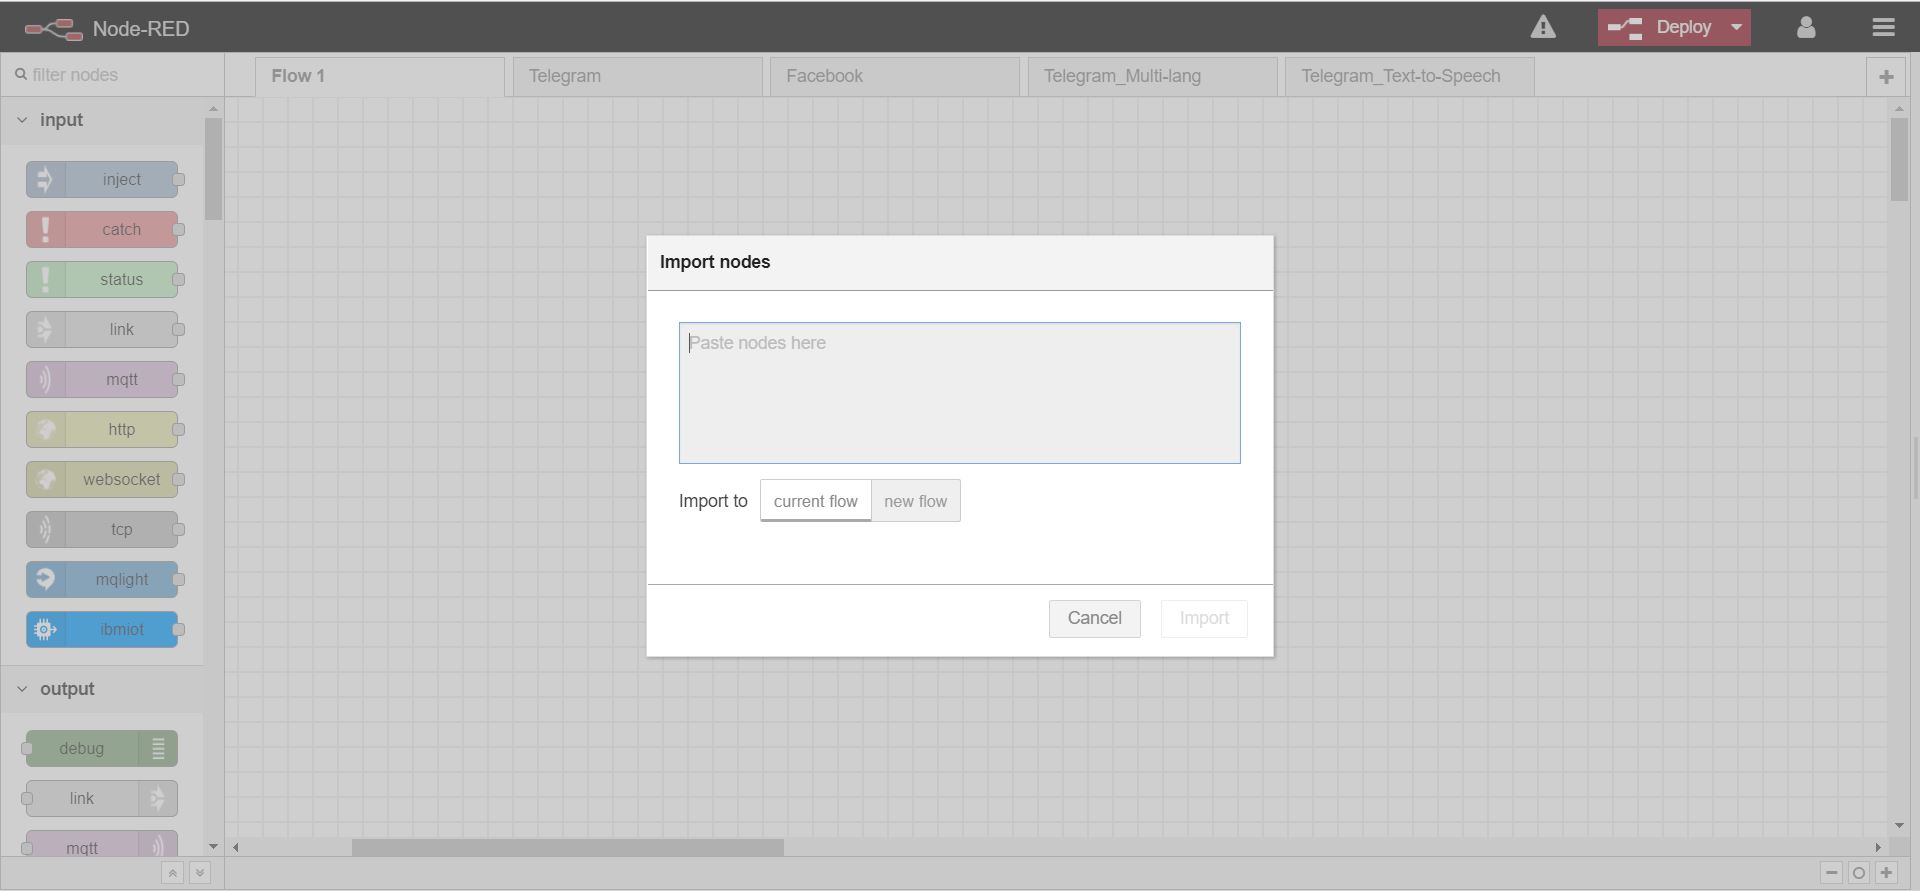 Node-RED
Deploy
filter nodes
Flow 1
Telegram
Facebook
Telegram_Multi-lang
Telegram_Text-to-Speech
input
inject
catch
status
link
mqtt
http
websocket
tcp
mqlight
ibmiot
output
debug
link
mqtt
Import nodes
Paste nodes here
Import to
current flow
new flow
Cancel
Import